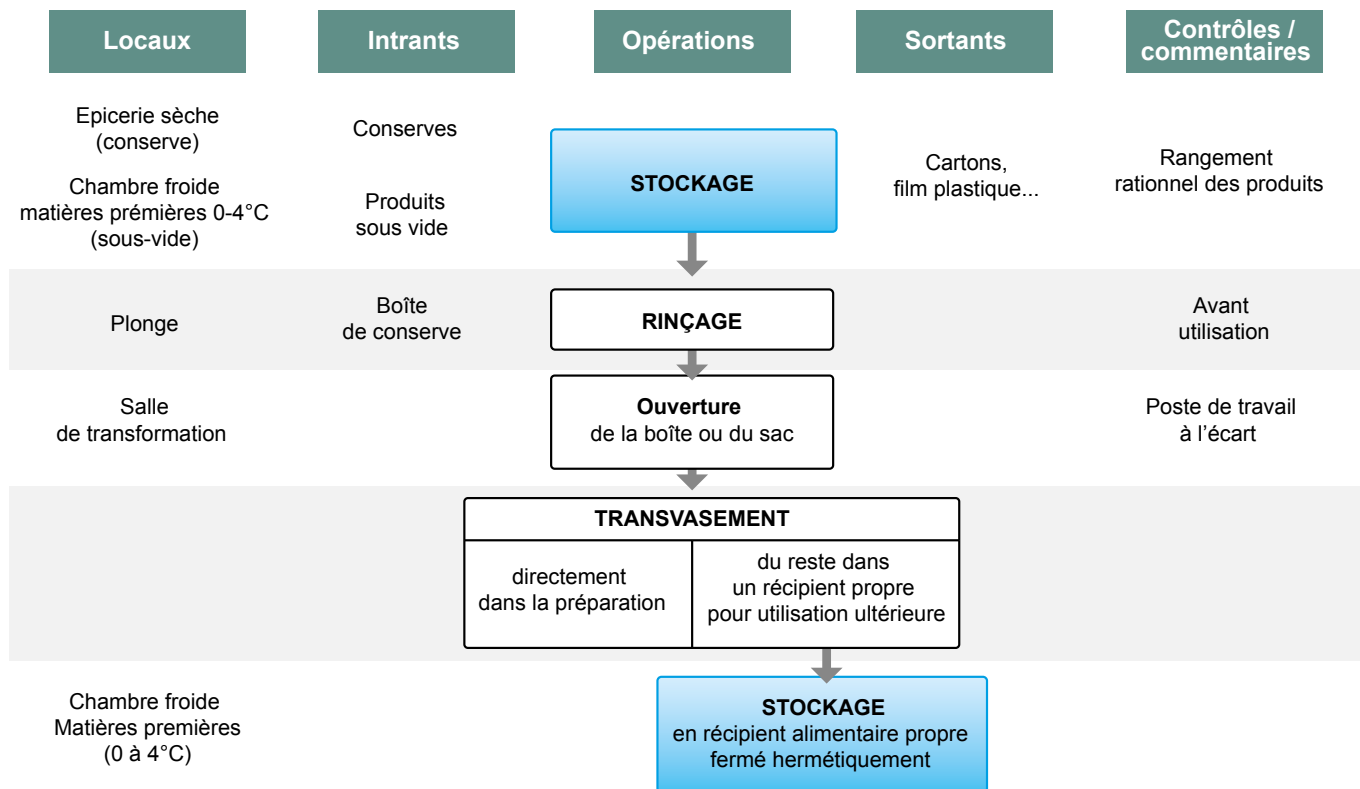 Locaux
Intrants
Opérations
Sortants
Contrôles /
commentaires
Epicerie sèche
(conserve)
Chambre froide
matières prémières 0-4°C
(sous-vide)
Conserves
Produits
sous vide
STOCKAGE
Cartons,
film plastique...
Rangement
rationnel des produits
Plonge
Boîte
de conserve
RINÇAGE
Avant
utilisation
Salle
de transformation
Ouverture
de la boîte ou du sac
Poste de travail
à l’écart
TRANSVASEMENT
directement
dans la préparation
du reste dans
un récipient propre
pour utilisation ultérieure
Chambre froide
Matières premières
(0 à 4°C)
STOCKAGE
en récipient alimentaire propre
fermé hermétiquement